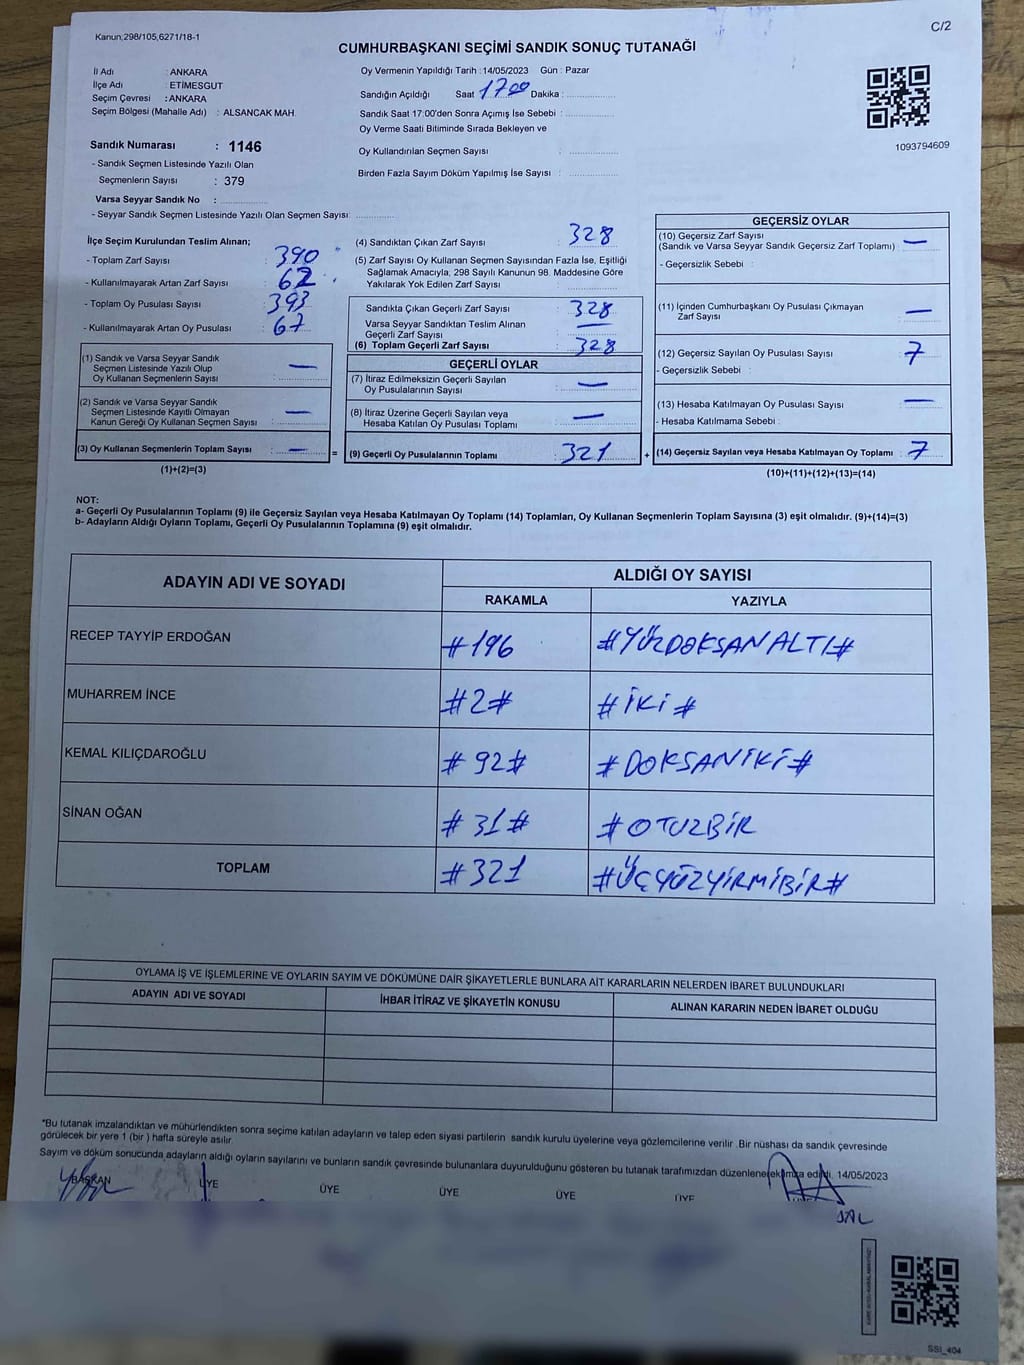 Kanun,298/105,6271/18-1
C/2
CUMHURBAŞKANI SEÇİMİ SANDIK SONUÇ TUTANAĞI
İl Adı : ANKARA
İlçe Adı : ETİMESGUT
Seçim Çevresi : ANKARA
Seçim Bölgesi (Mahalle Adı) : ALSANCAK MAH.
Oy Vermenin Yapıldığı Tarih : 14/05/2023 Gün : Pazar
Sandığın Açıldığı Saat 17:00 Dakika :
Sandık Saat 17:00'den Sonra Açımış İse Sebebi :
Oy Verme Saati Bitiminde Sırada Bekleyen ve
Oy Kullandırılan Seçmen Sayısı :
Birden Fazla Sayım Döküm Yapılmış İse Sayısı :
1093794609
Sandık Numarası : 1146
- Sandık Seçmen Listesinde Yazılı Olan
Seçmenlerin Sayısı : 379
Varsa Seyyar Sandık No :
- Seyyar Sandık Seçmen Listesinde Yazılı Olan Seçmen Sayısı:
İlçe Seçim Kurulundan Teslim Alınan;
- Toplam Zarf Sayısı : 390
- Kullanılmayarak Artan Zarf Sayısı : 62
- Toplam Oy Pusulası Sayısı : 393
- Kullanılmayarak Artan Oy Pusulası : 67
(1) Sandık ve Varsa Seyyar Sandık
Seçmen Listesinde Yazılı Olup
Oy Kullanan Seçmenlerin Sayısı : —
(2) Sandık ve Varsa Seyyar Sandık
Seçmen Listesinde Kayıtlı Olmayan
Kanun Gereği Oy Kullanan Seçmen Sayısı : —
(3) Oy Kullanan Seçmenlerin Toplam Sayısı : —
(1)+(2)=(3)
(4) Sandıktan Çıkan Zarf Sayısı : 328
(5) Zarf Sayısı Oy Kullanan Seçmen Sayısından Fazla İse, Eşitliği
Sağlamak Amacıyla, 298 Sayılı Kanunun 98. Maddesine Göre
Yakılarak Yok Edilen Zarf Sayısı :
Sandıkta Çıkan Geçerli Zarf Sayısı : 328
Varsa Seyyar Sandıktan Teslim Alınan
Geçerli Zarf Sayısı : —
(6) Toplam Geçerli Zarf Sayısı : 328
GEÇERLİ OYLAR
(7) İtiraz Edilmeksizin Geçerli Sayılan
Oy Pusulalarının Sayısı : —
(8) İtiraz Üzerine Geçerli Sayılan veya
Hesaba Katılan Oy Pusulası Toplamı : —
= (9) Geçerli Oy Pusulalarının Toplamı : 321
GEÇERSİZ OYLAR
(10) Geçersiz Zarf Sayısı
(Sandık ve Varsa Seyyar Sandık Geçersiz Zarf Toplamı) : —
- Geçersizlik Sebebi :
(11) İçinden Cumhurbaşkanı Oy Pusulası Çıkmayan
Zarf Sayısı : —
(12) Geçersiz Sayılan Oy Pusulası Sayısı : 7
- Geçersizlik Sebebi :
(13) Hesaba Katılmayan Oy Pusulası Sayısı : —
- Hesaba Katılmama Sebebi :
+ (14) Geçersiz Sayılan veya Hesaba Katılmayan Oy Toplamı : 7
(10)+(11)+(12)+(13)=(14)
NOT:
a- Geçerli Oy Pusulalarının Toplamı (9) ile Geçersiz Sayılan veya Hesaba Katılmayan Oy Toplamı (14) Toplamları, Oy Kullanan Seçmenlerin Toplam Sayısına (3) eşit olmalıdır. (9)+(14)=(3)
b- Adayların Aldığı Oyların Toplamı, Geçerli Oy Pusulalarının Toplamına (9) eşit olmalıdır.
ADAYIN ADI VE SOYADI
ALDIĞI OY SAYISI
RAKAMLA YAZIYLA
RECEP TAYYİP ERDOĞAN #196 #YÜZDOKSANALTI#
MUHARREM İNCE #2# #İKİ#
KEMAL KILIÇDAROĞLU #92# #DOKSANİKİ#
SİNAN OĞAN #31# #OTUZBİR
TOPLAM #321 #ÜÇYÜZYİRMİBİR#
OYLAMA İŞ VE İŞLEMLERİNE VE OYLARIN SAYIM VE DÖKÜMÜNE DAİR ŞİKAYETLERLE BUNLARA AİT KARARLARIN NELERDEN İBARET BULUNDUKLARI
ADAYIN ADI VE SOYADI İHBAR İTİRAZ VE ŞİKAYETİN KONUSU ALINAN KARARIN NEDEN İBARET OLDUĞU
*Bu tutanak imzalandıktan ve mühürlendikten sonra seçime katılan adayların ve talep eden siyasi partilerin sandık kurulu üyelerine veya gözlemcilerine verilir .Bir nüshası da sandık çevresinde
görülecek bir yere 1 (bir ) hafta süreyle asılır.
Sayım ve döküm sonucunda adayların aldığı oyların sayılarını ve bunların sandık çevresinde bulunanlara duyurulduğunu gösteren bu tutanak tarafımızdan düzenlenerek imza edildi. 14/05/2023
BAŞKAN ÜYE ÜYE ÜYE ÜYE ÜYE
SSI_404